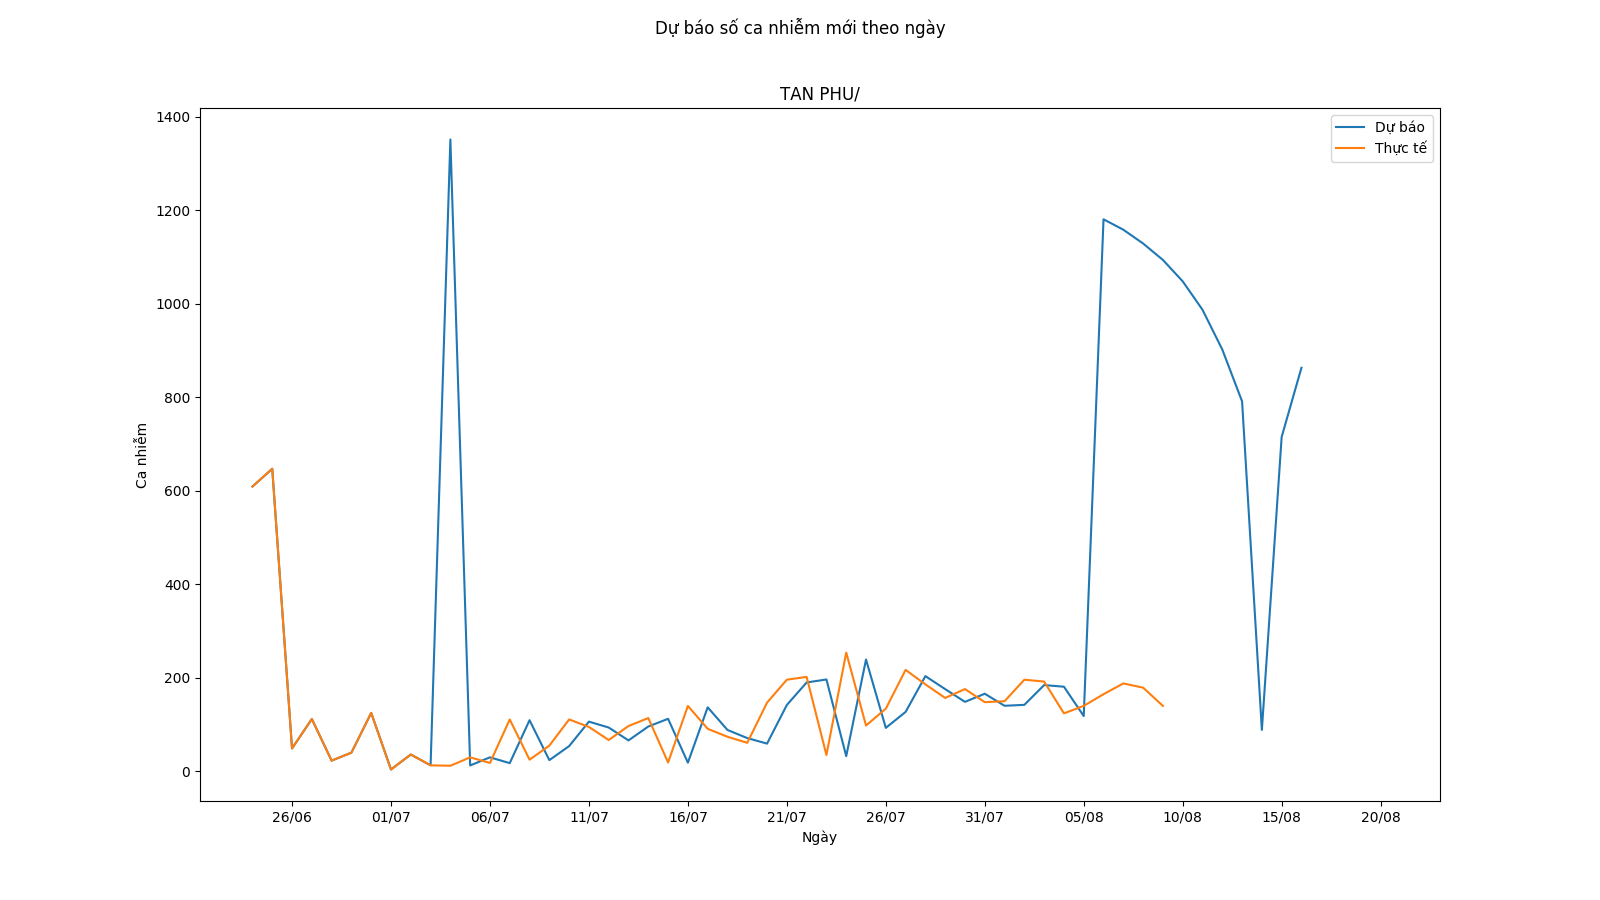 Dự báo số ca nhiễm mới theo ngày
TAN PHU/
1400
1200
1000
800
600
400
200
0
Ca nhiễm
Dự báo
Thực tế
26/06 01/07 06/07 11/07 16/07 21/07 26/07 31/07 05/08 10/08 15/08 20/08
Ngày